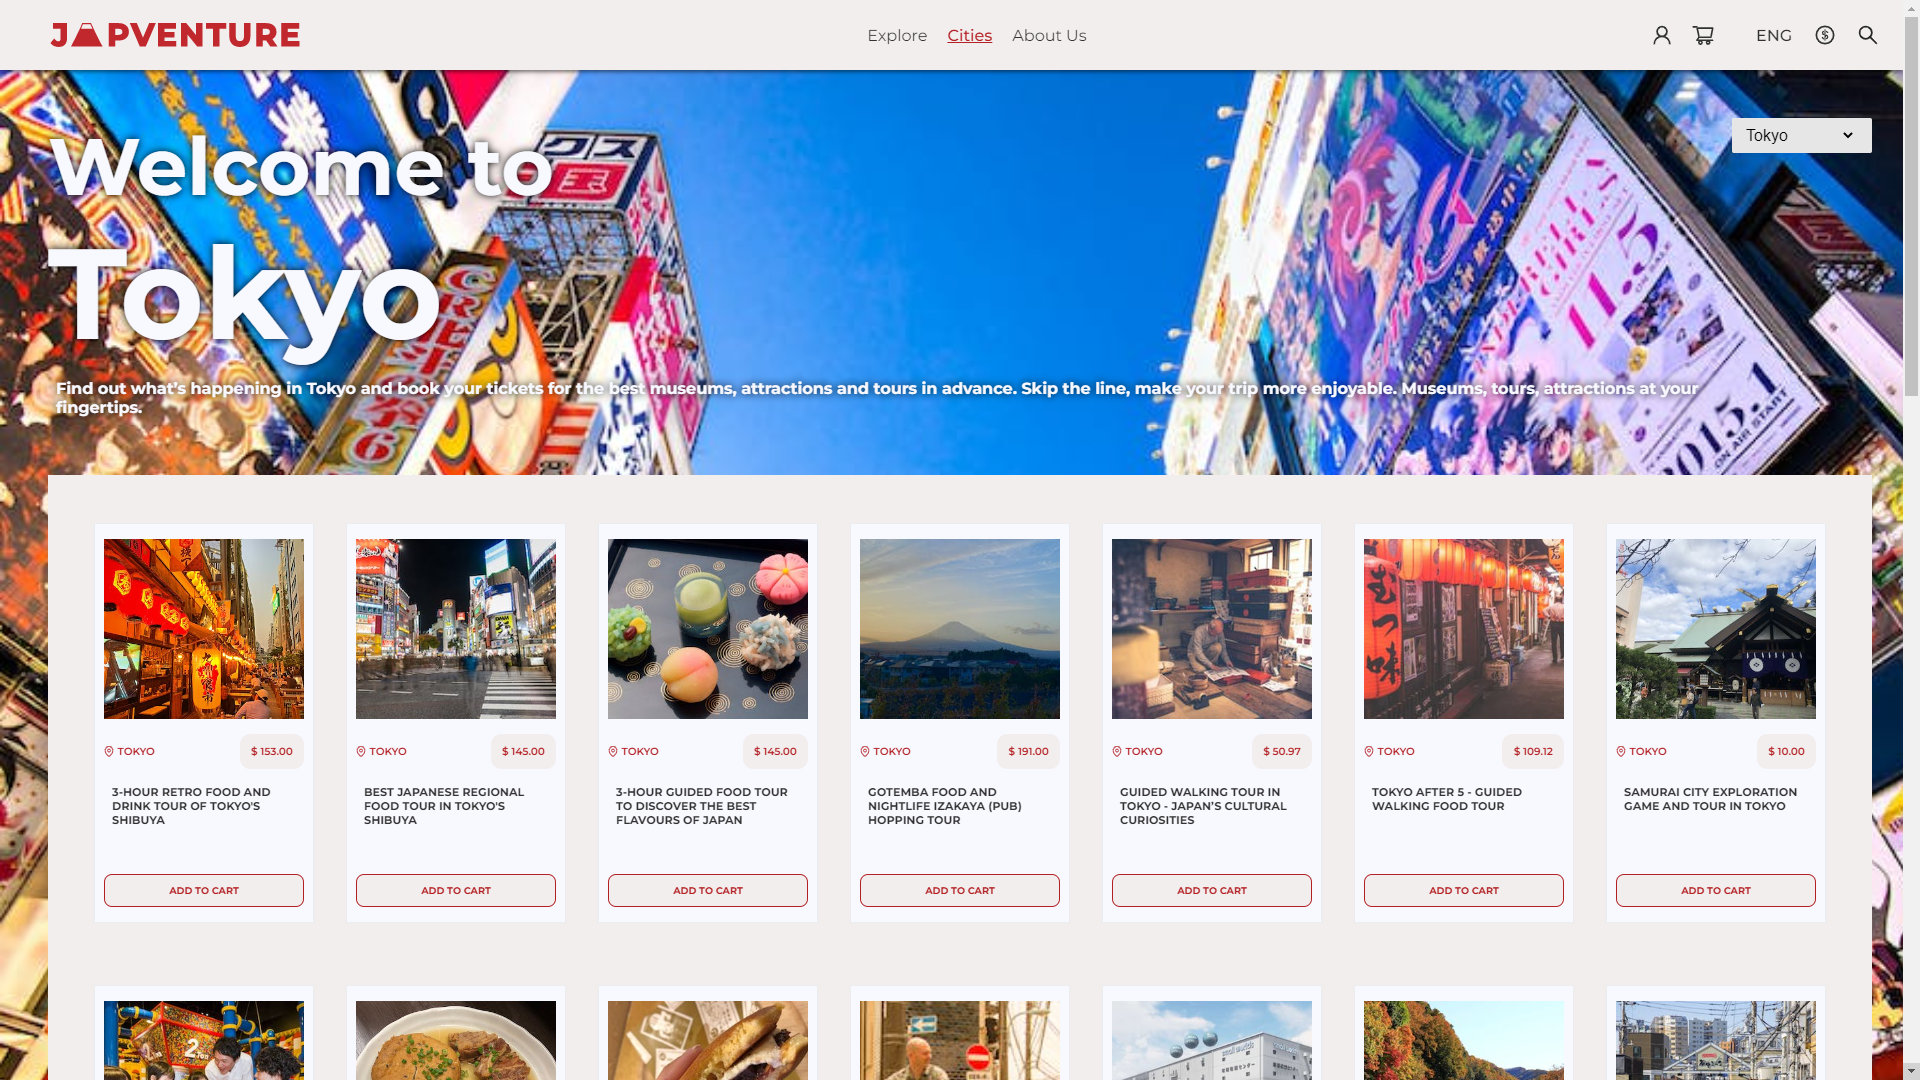 JAPVENTURE
Explore
Cities
About Us
ENG
Welcome to
Tokyo
Tokyo
Find out what’s happening in Tokyo and book your tickets for the best museums, attractions and tours in advance. Skip the line, make your trip more enjoyable. Museums, tours, attractions at your
fingertips.
11.5
2015.1
ON AIR START
TOKYO
$ 153.00
3-HOUR RETRO FOOD AND
DRINK TOUR OF TOKYO'S
SHIBUYA
ADD TO CART
TOKYO
$ 145.00
BEST JAPANESE REGIONAL
FOOD TOUR IN TOKYO'S
SHIBUYA
ADD TO CART
TOKYO
$ 145.00
3-HOUR GUIDED FOOD TOUR
TO DISCOVER THE BEST
FLAVOURS OF JAPAN
ADD TO CART
TOKYO
$ 191.00
GOTEMBA FOOD AND
NIGHTLIFE IZAKAYA (PUB)
HOPPING TOUR
ADD TO CART
TOKYO
$ 50.97
GUIDED WALKING TOUR IN
TOKYO - JAPAN’S CULTURAL
CURIOSITIES
ADD TO CART
TOKYO
$ 109.12
TOKYO AFTER 5 - GUIDED
WALKING FOOD TOUR
ADD TO CART
TOKYO
$ 10.00
SAMURAI CITY EXPLORATION
GAME AND TOUR IN TOKYO
ADD TO CART